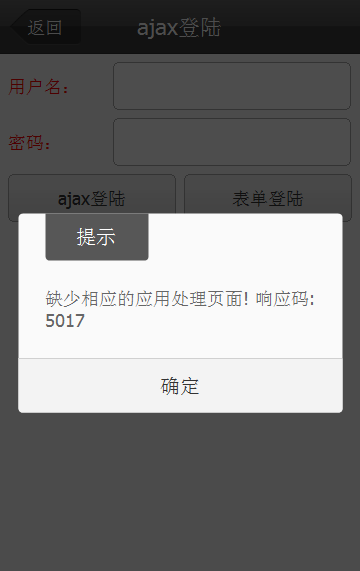 返回
ajax登陆
用户名：
密码：
ajax登陆
表单登陆
提示
缺少相应的应用处理页面! 响应码:
5017
确定